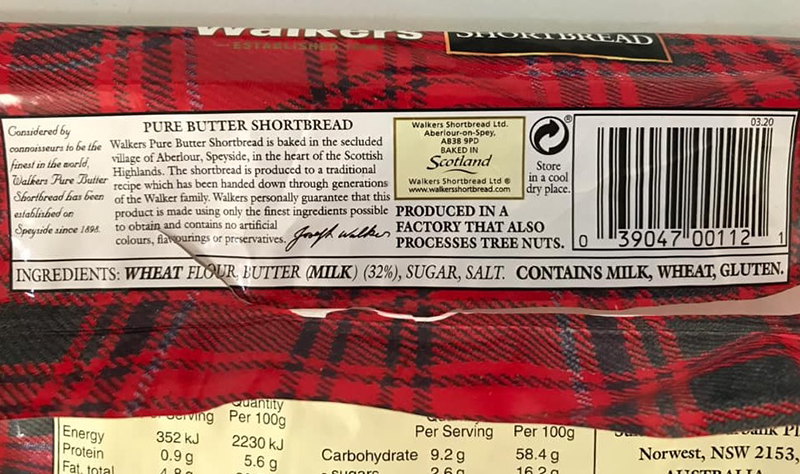 Walkers
ESTABLISHED
SHORTBREAD
Considered by
connoisseurs to be the
finest in the world,
Walkers Pure Butter
Shortbread has been
established on
Speyside since 1898.
PURE BUTTER SHORTBREAD
Walkers Pure Butter Shortbread is baked in the secluded
village of Aberlour, Speyside, in the heart of the Scottish
Highlands. The shortbread is produced to a traditional
recipe which has been handed down through generations
of the Walker family. Walkers personally guarantee that this
product is made using only the finest ingredients possible
to obtain and contains no artificial
colours, flavourings or preservatives. Joseph Walker
Walkers Shortbread Ltd.
Aberlour-on-Spey,
AB38 9PD
BAKED IN
Scotland
Walkers Shortbread Ltd ®
www.walkersshortbread.com
PRODUCED IN A
FACTORY THAT ALSO
PROCESSES TREE NUTS.
®
Store
in a cool
dry place.
03.20
0 39047 00112 1
INGREDIENTS: WHEAT FLOUR, BUTTER (MILK) (32%), SUGAR, SALT. CONTAINS MILK, WHEAT, GLUTEN.
Serving
Quantity
Per 100g
Energy 352 kJ 2230 kJ
Protein 0.9 g 5.6 g
Fat, total
Per Serving Per 100g
Carbohydrate 9.2 g 58.4 g
sugars 2.6 g 16.2 g
Norwest, NSW 2153,
AUSTRALIA